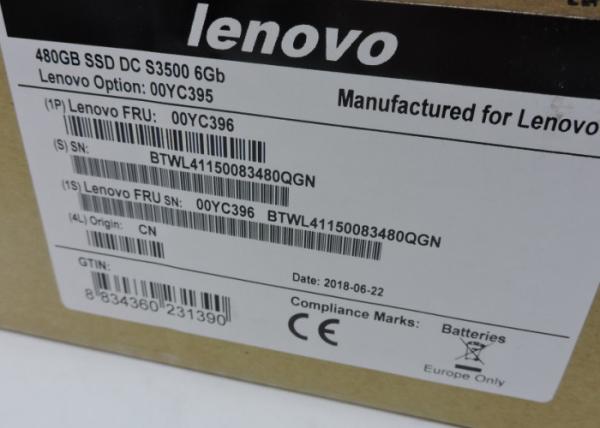 lenovo
480GB SSD DC S3500 6Gb
Lenovo Option: 00YC395
Manufactured for Lenovo
(1P) Lenovo FRU: 00YC396
(S) SN: BTWL41150083480QGN
(1S) Lenovo FRU SN: 00YC396 BTWL41150083480QGN
(4L) Origin: CN
Date: 2018-06-22
GTIN:
8 834360 231390
Compliance Marks:
CE
Batteries
Europe Only